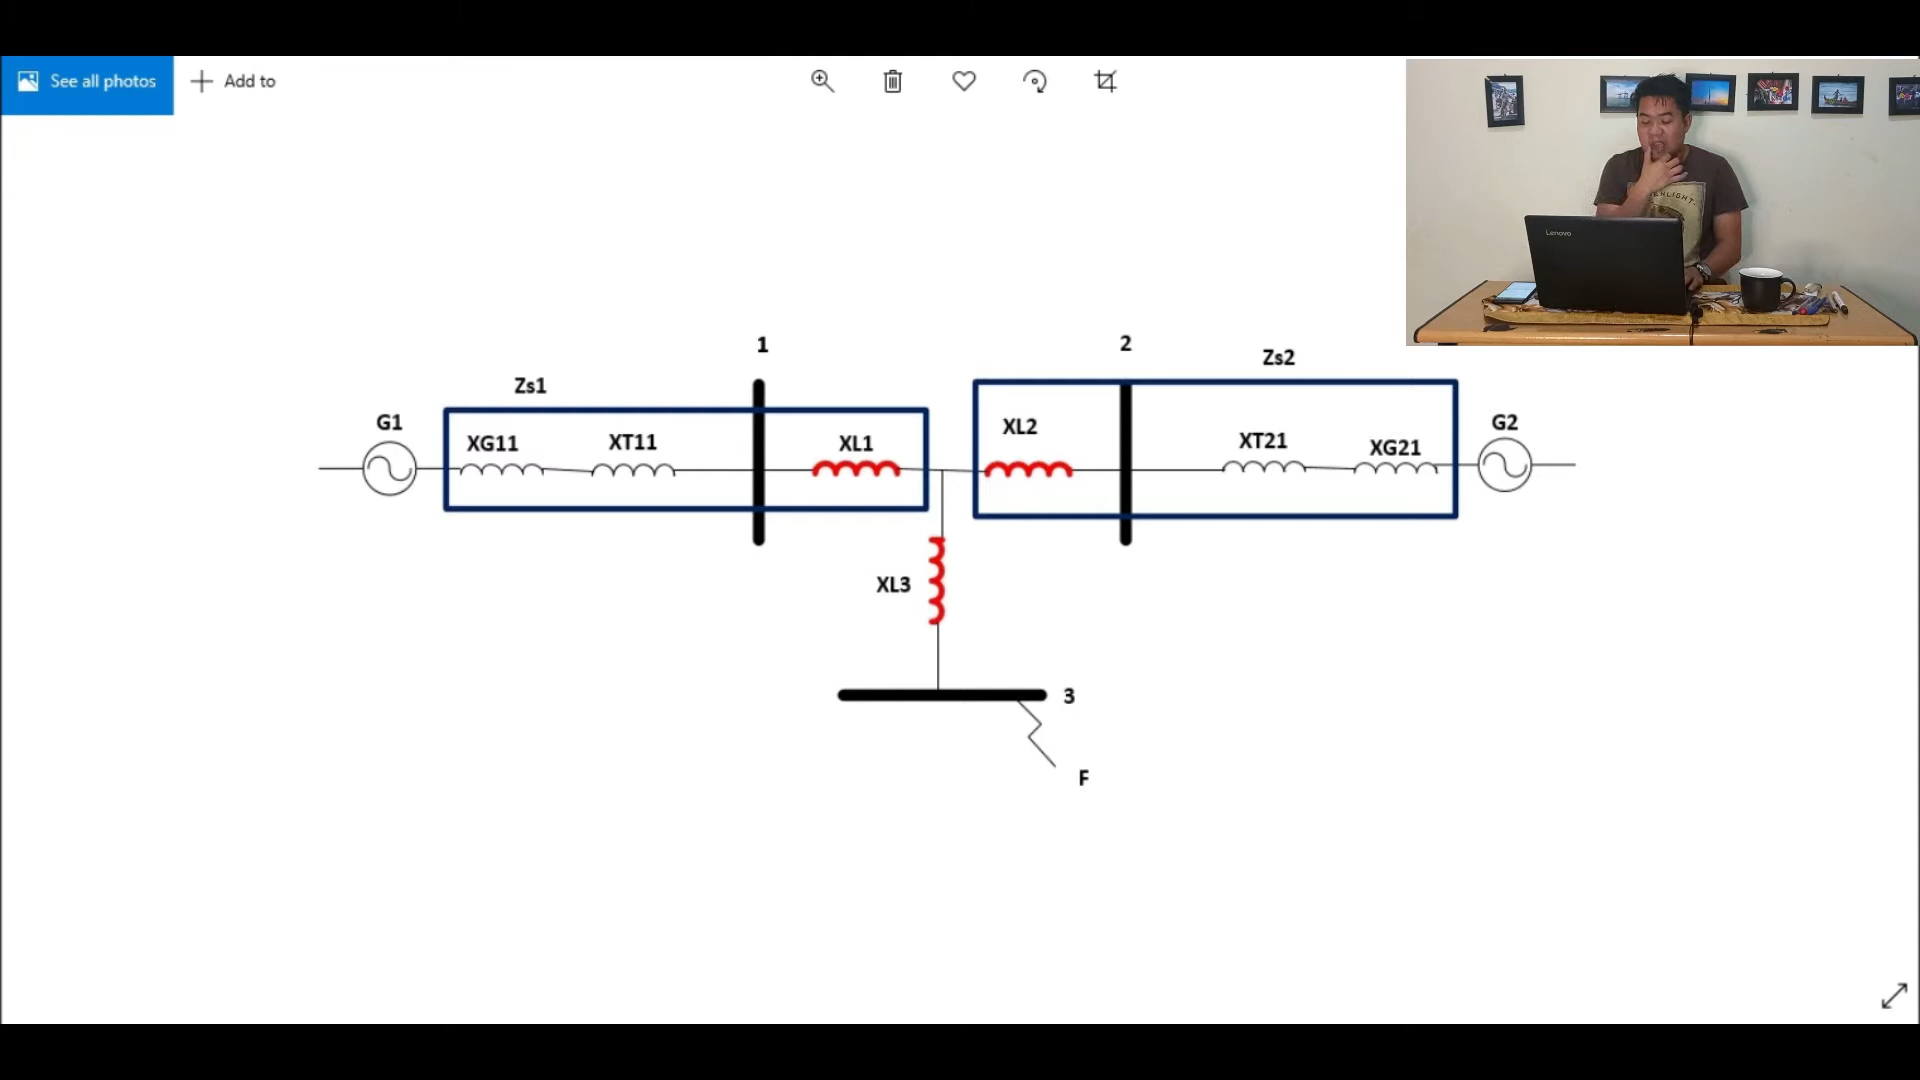 See all photos
Add to
1
2
Zs2
Zs1
G1
G2
XG11
XT11
XL1
XL2
XT21
XG21
XL3
3
F
Lenovo